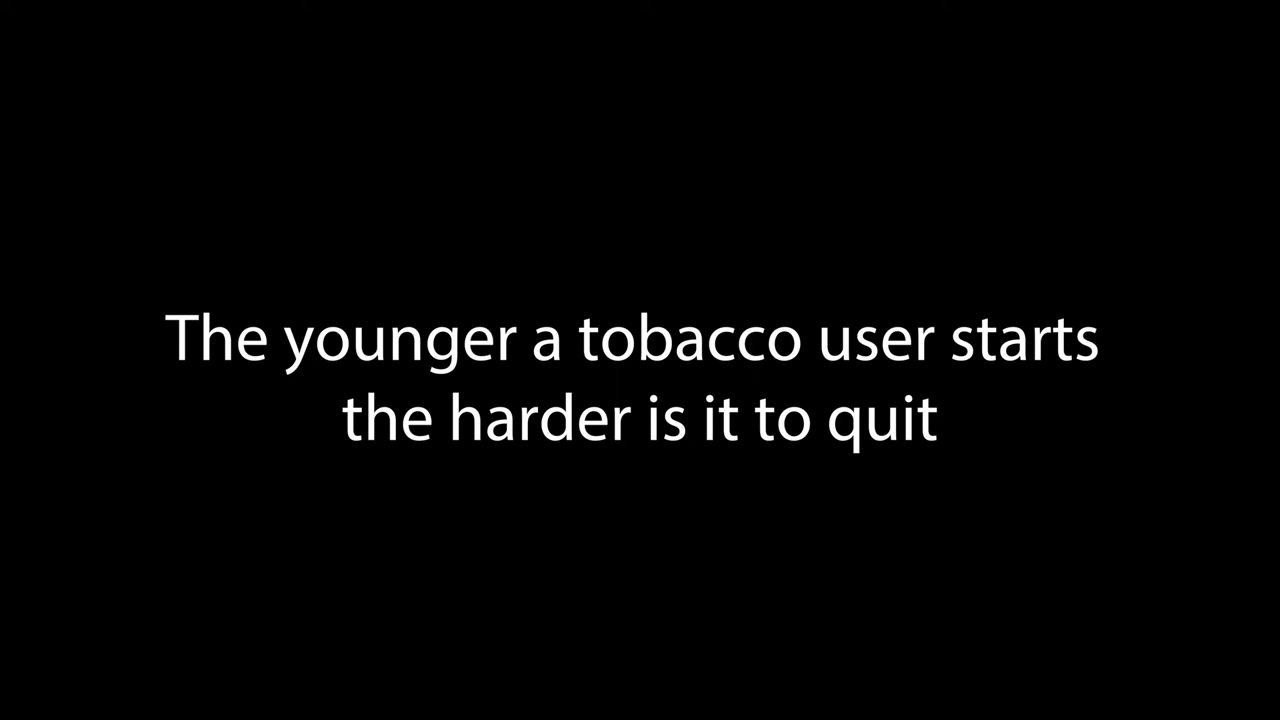 The younger a tobacco user starts
the harder is it to quit